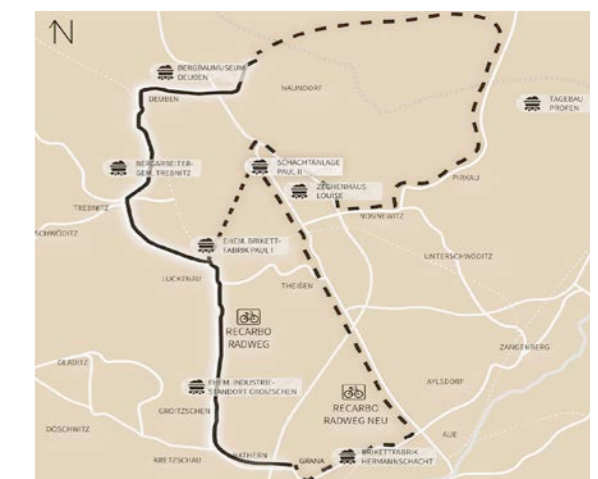 N
BERGBAUMUSEUM
DEUBEN
DEUBEN
NAUNDORF
TAGEBAU
PROFEN
BERGARBEITER-
GEM. TREBNITZ
SCHACHTANLAGE
PAUL II
PIRKAU
ZECHENHAUS
LOUISE
TREBNITZ
NONNEWITZ
SCHWÖDITZ
EHEM. BRIKETT-
FABRIK PAUL I
UNTERSCHWÖDITZ
LUCKENAU
THEIßEN
RECARBO
RADWEG
ZANGENBERG
GLADITZ
EHEM. INDUSTRIE-
STANDORT GROITZSCHEN
AYLSDORF
RECARBO
RADWEG NEU
GROITZSCHEN
DÖSCHWITZ
AUE
KRETZSCHAU
KATHERN
GRANA
BRIKETTFABRIK
HERMANNSCHACHT